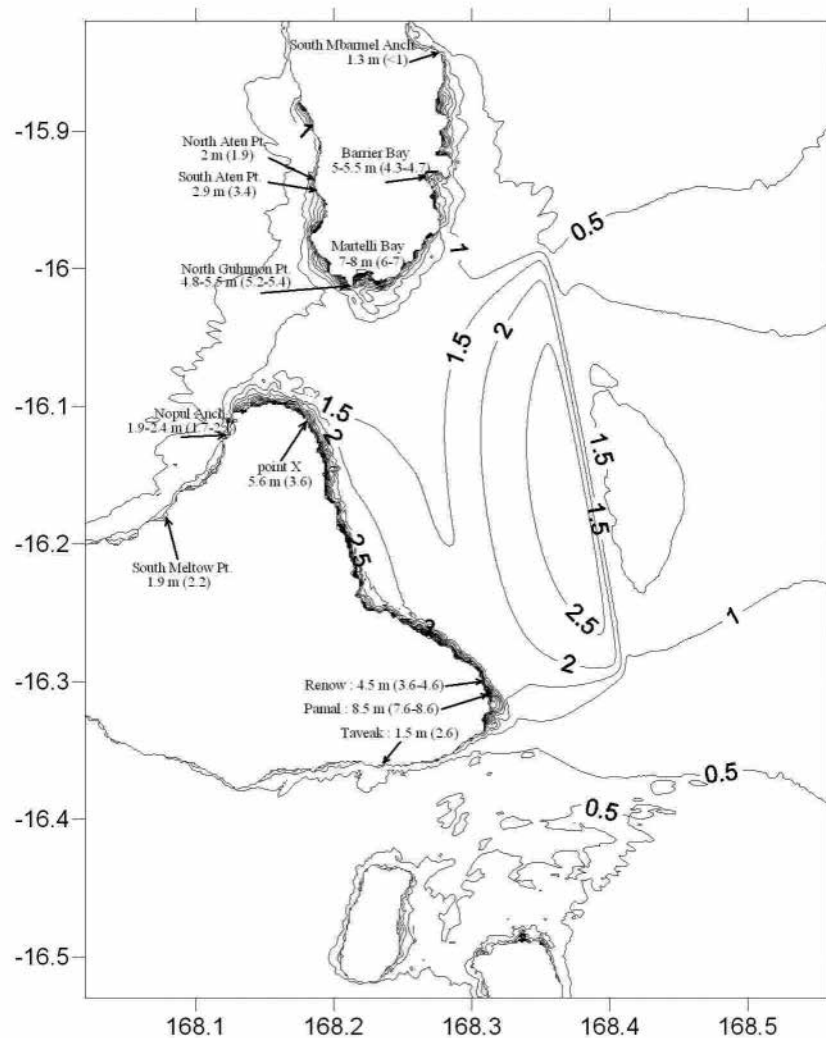 South Mbarmel Anch.
1.3 m (<1)
-15.9
North Ateu Pt.
2 m (1.9)
South Ateu Pt.
2.9 m (3.4)
Barrier Bay
5-5.5 m (4.3-4.7)
0.5
1
Martelli Bay
7-8 m (6-7)
-16
North Guhunon Pt.
4.8-5.5 m (5.2-5.4)
1.5
2
-16.1
1.5
2
Nopul Anch.
1.9-2.4 m
point X
5.6 m (3.6)
1.5
1.5
-16.2
South Meltow Pt.
1.9 m (2.2)
2.5
2.5
1
2
-16.3
Renow : 4.5 m (3.6-4.6)
Pamal : 8.5 m (7.6-8.6)
Taveak : 1.5 m (2.6)
0.5
-16.4
0.5
-16.5
168.1 168.2 168.3 168.4 168.5